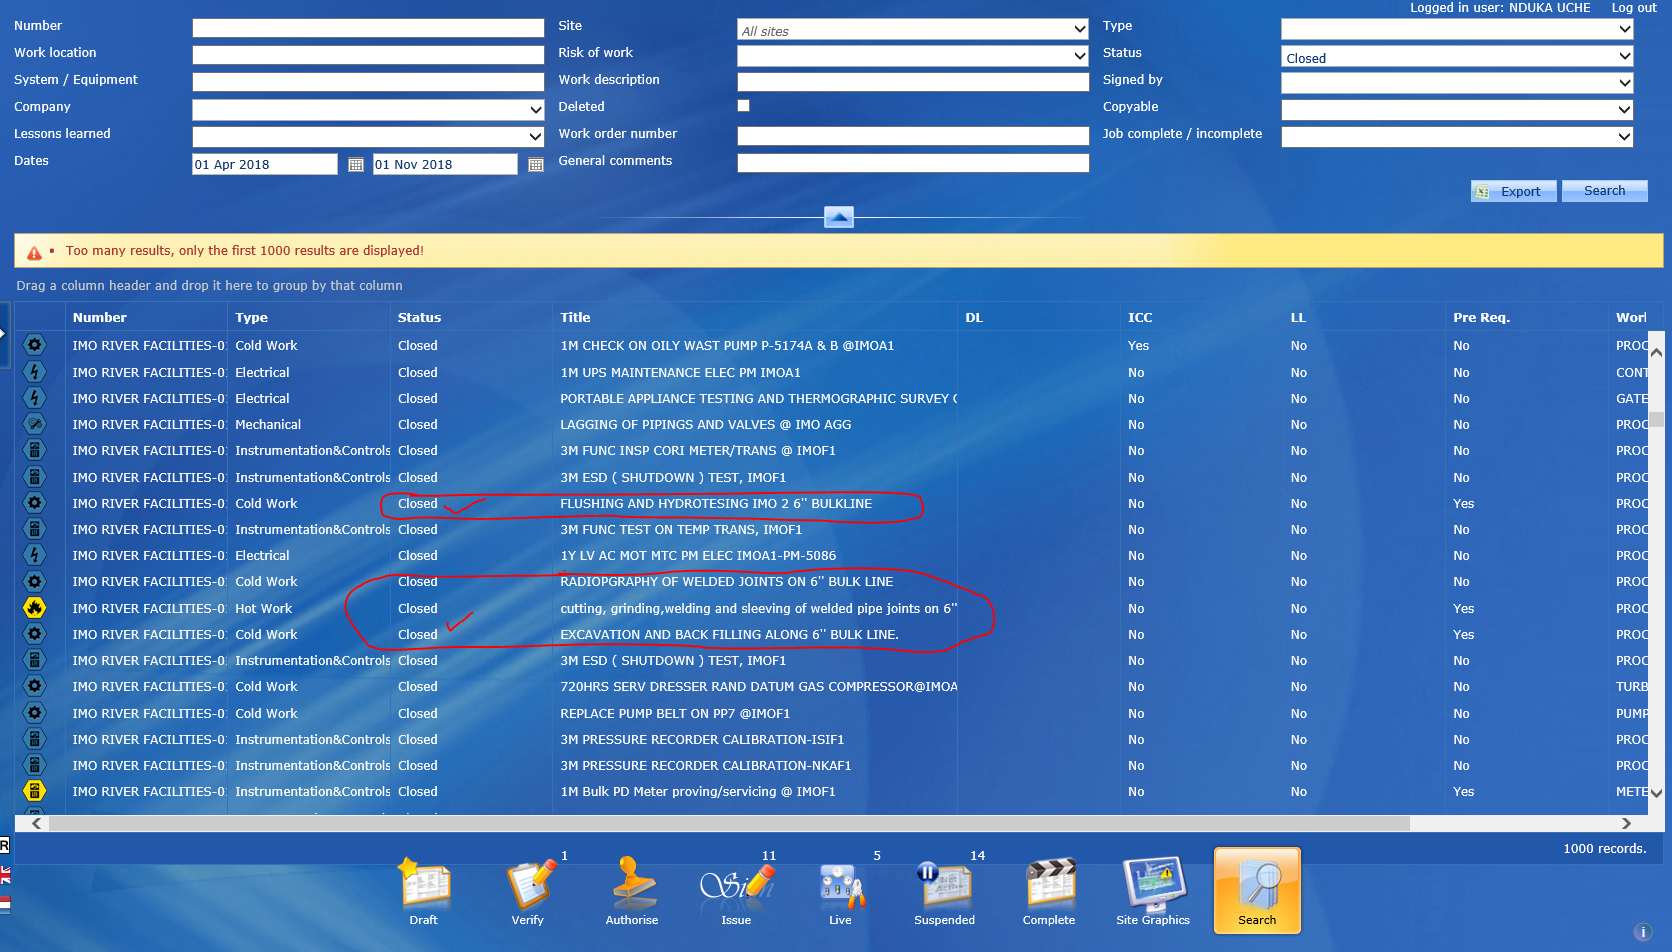 Logged in user: NDUKA UCHE Log out
Number Site All sites Type
Work location Risk of work Status Closed
System / Equipment Work description Signed by
Company Deleted Copyable
Lessons learned Work order number Job complete / incomplete
Dates 01 Apr 2018 01 Nov 2018 General comments
Export Search
Too many results, only the first 1000 results are displayed!
Drag a column header and drop it here to group by that column
Number Type Status Title DL ICC LL Pre Req. Worl
IMO RIVER FACILITIES-01 Cold Work Closed 1M CHECK ON OILY WAST PUMP P-5174A & B @IMOA1 Yes No No PROC
IMO RIVER FACILITIES-01 Electrical Closed 1M UPS MAINTENANCE ELEC PM IMOA1 No No No CONT
IMO RIVER FACILITIES-01 Electrical Closed PORTABLE APPLIANCE TESTING AND THERMOGRAPHIC SURVEY No No No GATE
IMO RIVER FACILITIES-01 Mechanical Closed LAGGING OF PIPINGS AND VALVES @ IMO AGG No No No PROC
IMO RIVER FACILITIES-01 Instrumentation&Controls Closed 3M FUNC INSP CORI METER/TRANS @ IMOF1 No No No PROC
IMO RIVER FACILITIES-01 Instrumentation&Controls Closed 3M ESD ( SHUTDOWN ) TEST, IMOF1 No No No PROC
IMO RIVER FACILITIES-01 Cold Work Closed FLUSHING AND HYDROTESING IMO 2 6'' BULKLINE No No Yes PROC
IMO RIVER FACILITIES-01 Instrumentation&Controls Closed 3M FUNC TEST ON TEMP TRANS, IMOF1 No No No PROC
IMO RIVER FACILITIES-01 Electrical Closed 1Y LV AC MOT MTC PM ELEC IMOA1-PM-5086 No No No PROC
IMO RIVER FACILITIES-01 Cold Work Closed RADIOPGRAPHY OF WELDED JOINTS ON 6'' BULK LINE No No No PROC
IMO RIVER FACILITIES-01 Hot Work Closed cutting, grinding,welding and sleeving of welded pipe joints on 6'' No No Yes PROC
IMO RIVER FACILITIES-01 Cold Work Closed EXCAVATION AND BACK FILLING ALONG 6'' BULK LINE. No No Yes PROC
IMO RIVER FACILITIES-01 Instrumentation&Controls Closed 3M ESD ( SHUTDOWN ) TEST, IMOF1 No No No PROC
IMO RIVER FACILITIES-01 Cold Work Closed 720HRS SERV DRESSER RAND DATUM GAS COMPRESSOR@IMOA No No No TURB
IMO RIVER FACILITIES-01 Cold Work Closed REPLACE PUMP BELT ON PP7 @IMOF1 No No No PUMP
IMO RIVER FACILITIES-01 Instrumentation&Controls Closed 3M PRESSURE RECORDER CALIBRATION-ISIF1 No No No PROC
IMO RIVER FACILITIES-01 Instrumentation&Controls Closed 3M PRESSURE RECORDER CALIBRATION-NKAF1 No No No PROC
IMO RIVER FACILITIES-01 Instrumentation&Controls Closed 1M Bulk PD Meter proving/servicing @ IMOF1 No No Yes METE
R
1000 records.
1 11 5 14
Draft Verify Authorise Issue Live Suspended Complete Site Graphics Search